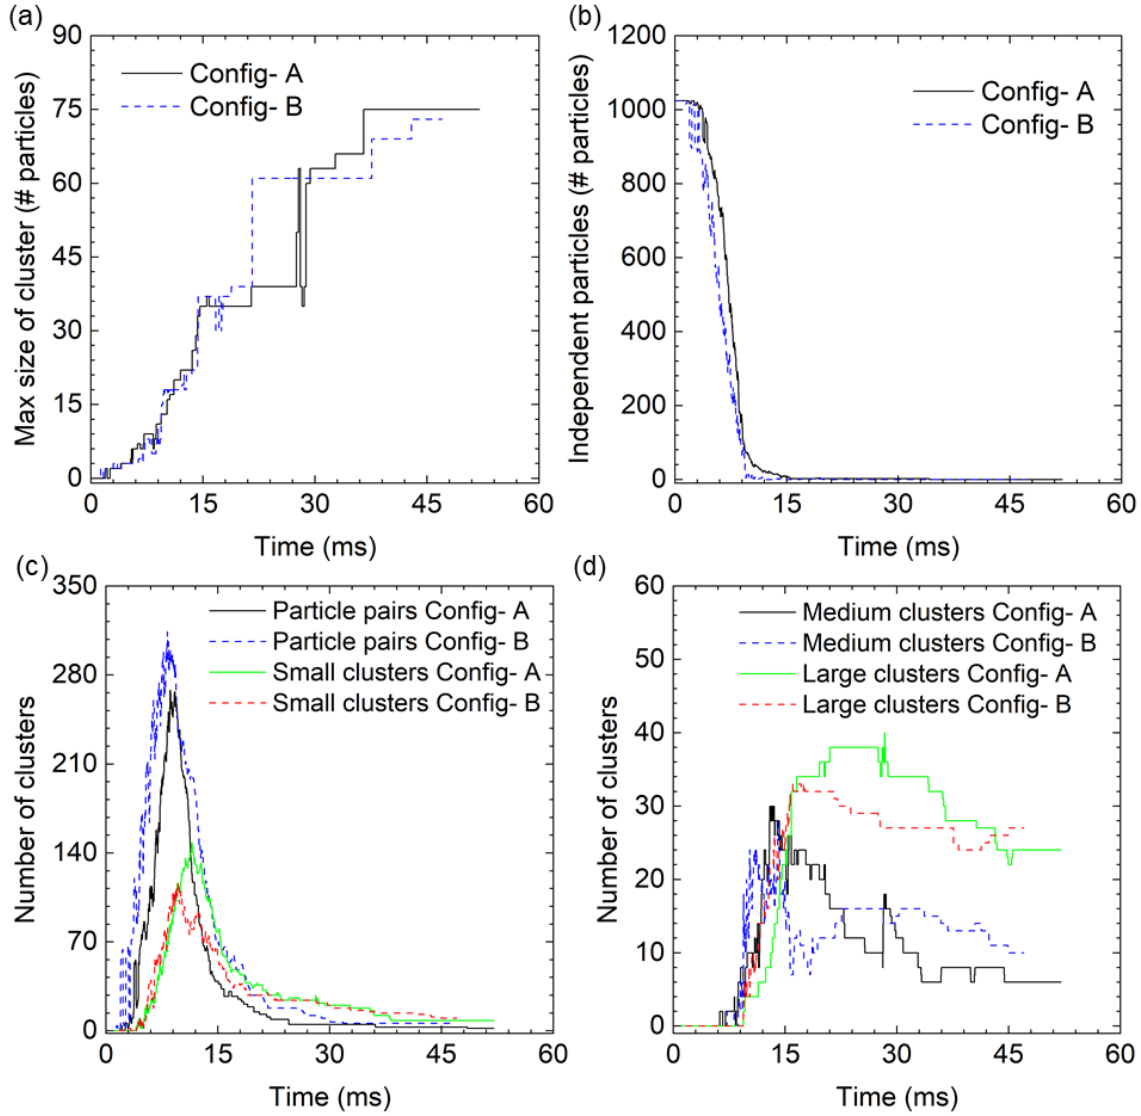 (a)
90
75
60
45
30
15
0
Max size of cluster (# particles)
Config- A
Config- B
0 15 30 45 60
Time (ms)
(b)
1200
1000
800
600
400
200
0
Independent particles (# particles)
Config- A
Config- B
0 15 30 45 60
Time (ms)
(c)
350
280
210
140
70
0
Number of clusters
Particle pairs Config- A
Particle pairs Config- B
Small clusters Config- A
Small clusters Config- B
0 15 30 45 60
Time (ms)
(d)
60
50
40
30
20
10
0
Number of clusters
Medium clusters Config- A
Medium clusters Config- B
Large clusters Config- A
Large clusters Config- B
0 15 30 45 60
Time (ms)